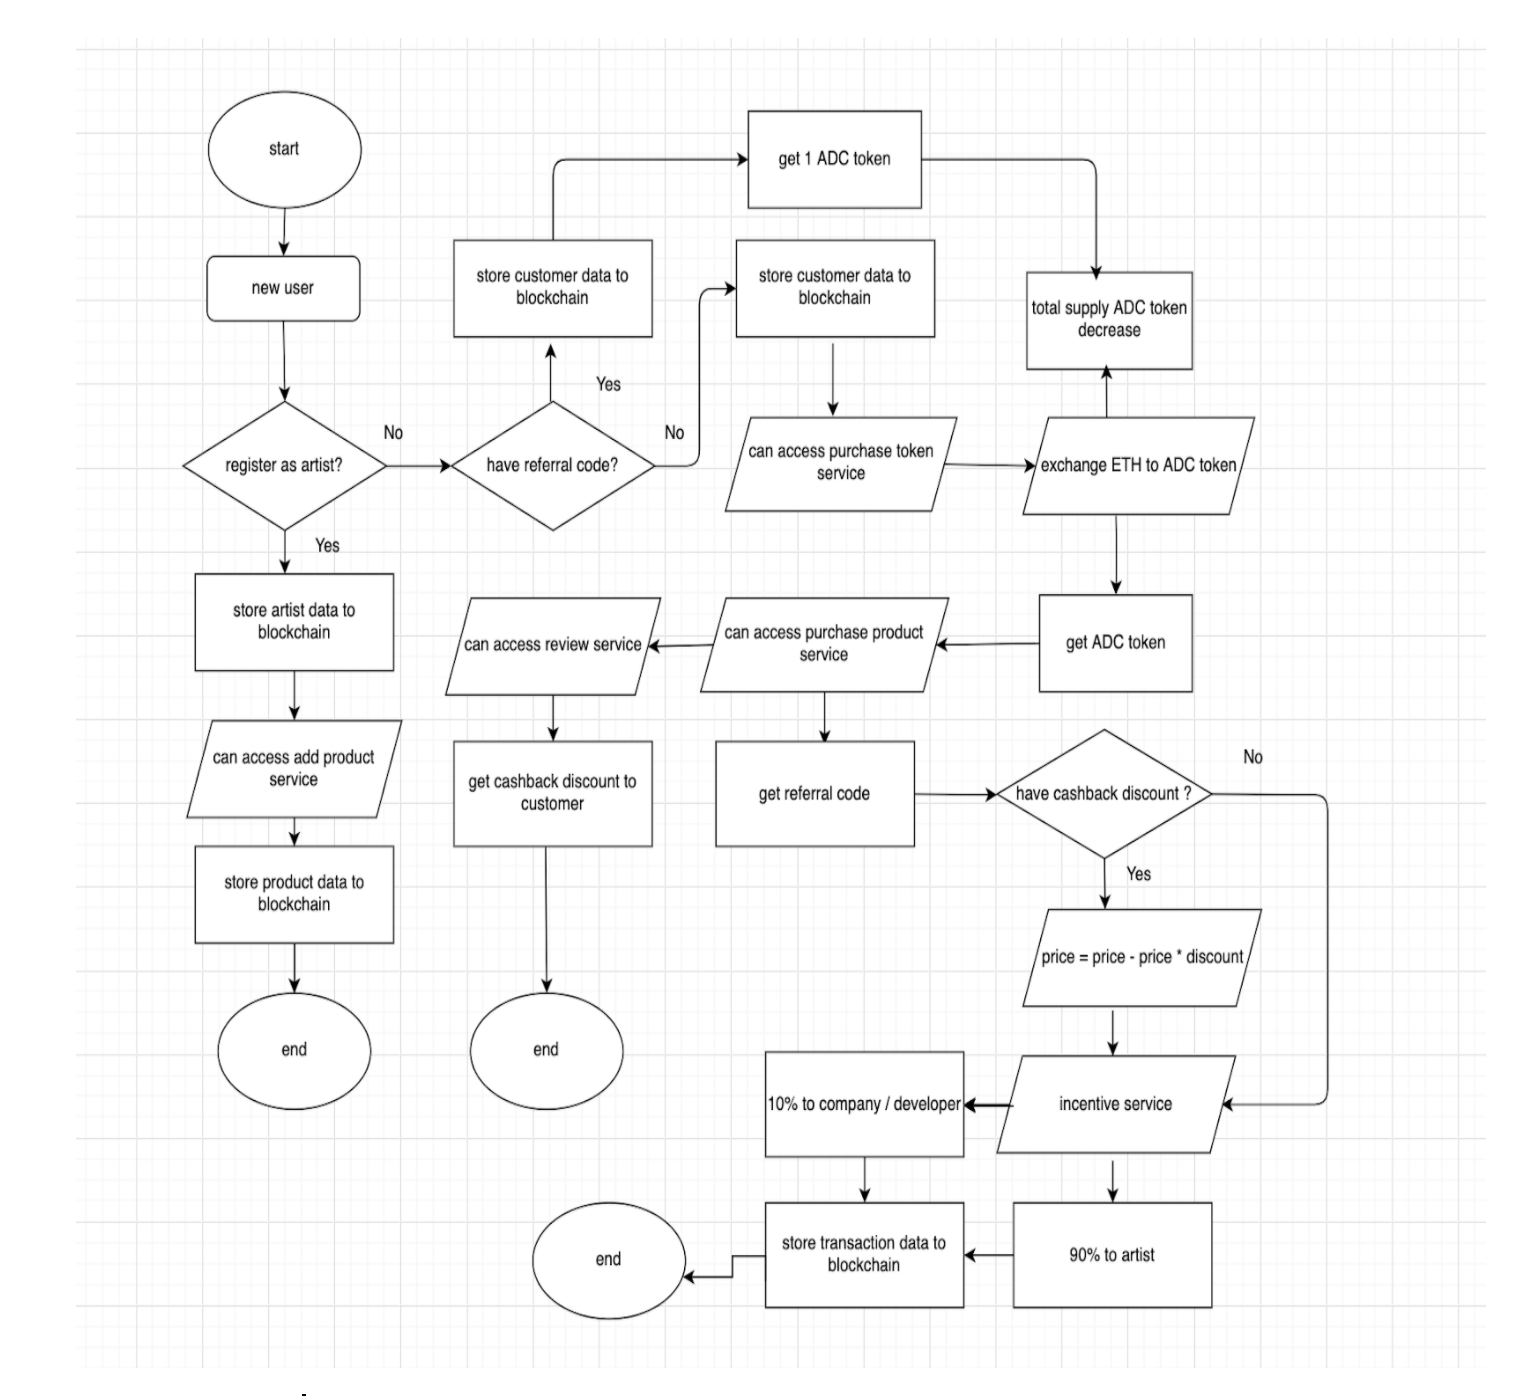 start
get 1 ADC token
new user
store customer data to
blockchain
store customer data to
blockchain
total supply ADC token
decrease
Yes
No
No
register as artist?
have referral code?
can access purchase token
service
exchange ETH to ADC token
Yes
store artist data to
blockchain
can access review service
can access purchase product
service
get ADC token
can access add product
service
get cashback discount to
customer
get referral code
have cashback discount ?
No
Yes
store product data to
blockchain
price = price - price * discount
end
end
10% to company / developer
incentive service
end
store transaction data to
blockchain
90% to artist